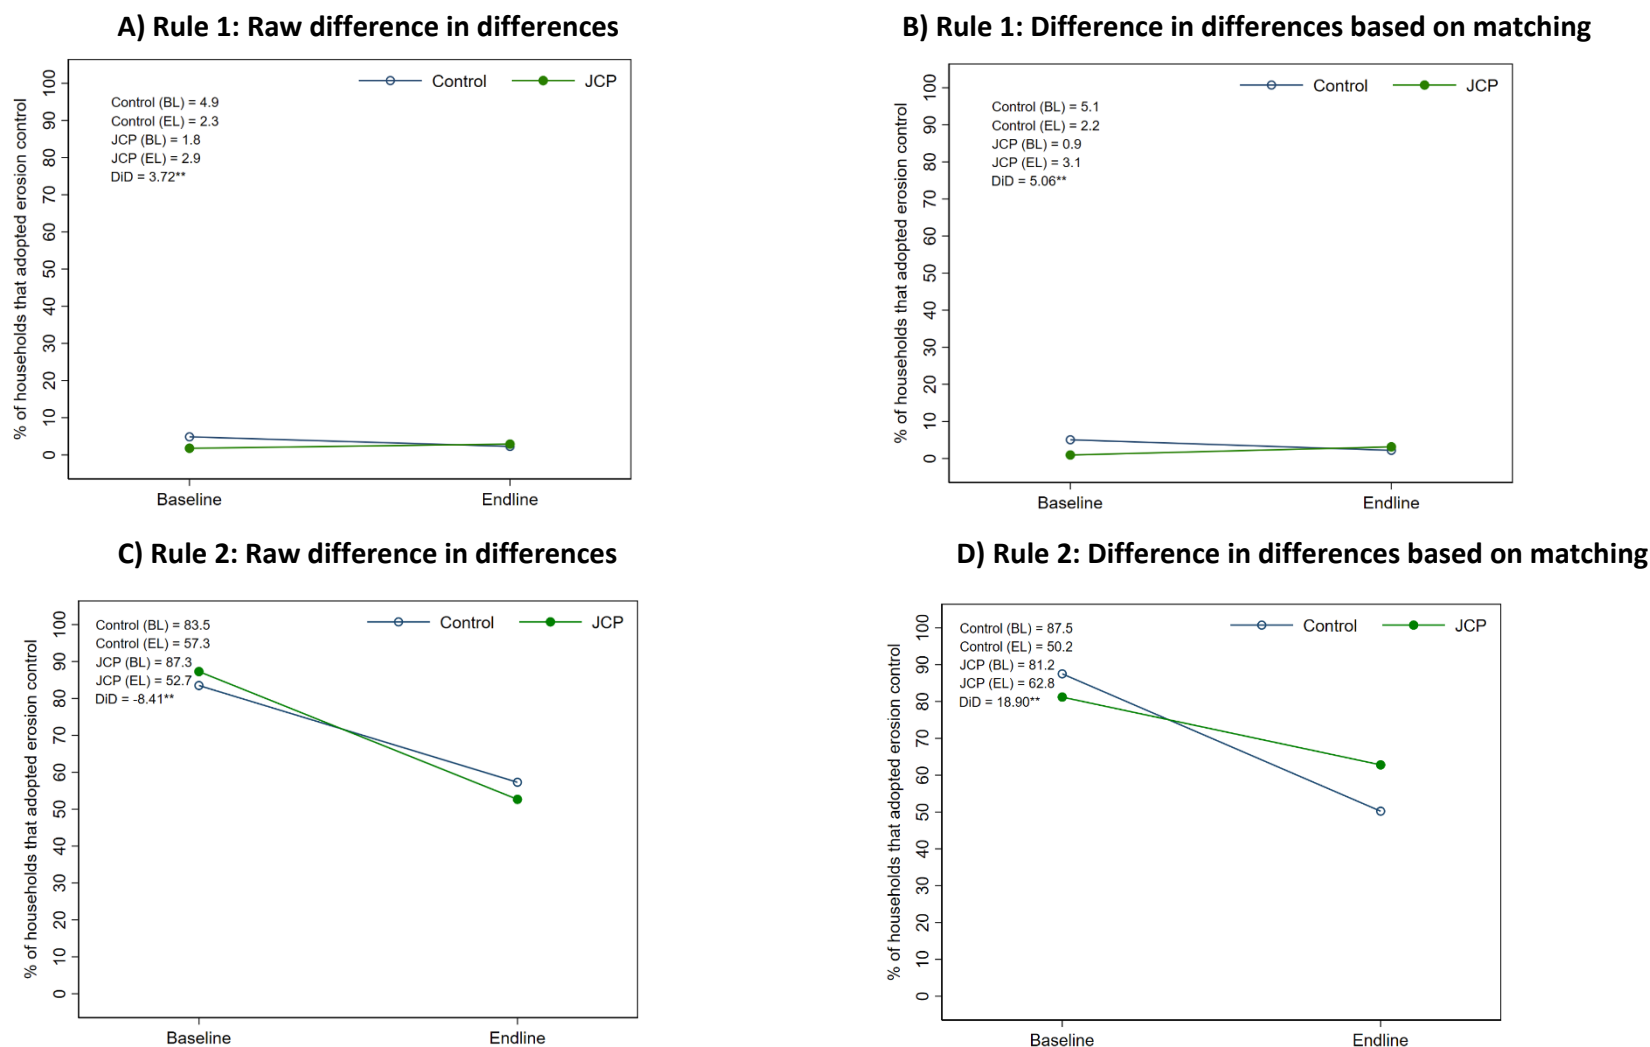 A) Rule 1: Raw difference in differences
% of households that adopted erosion control
100
90
80
70
60
50
40
30
20
10
0
Control
JCP
Control (BL) = 4.9
Control (EL) = 2.3
JCP (BL) = 1.8
JCP (EL) = 2.9
DiD = 3.72**
Baseline
Endline
B) Rule 1: Difference in differences based on matching
% of households that adopted erosion control
100
90
80
70
60
50
40
30
20
10
0
Control
JCP
Control (BL) = 5.1
Control (EL) = 2.2
JCP (BL) = 0.9
JCP (EL) = 3.1
DiD = 5.06**
Baseline
Endline
C) Rule 2: Raw difference in differences
% of households that adopted erosion control
100
90
80
70
60
50
40
30
20
10
0
Control
JCP
Control (BL) = 83.5
Control (EL) = 57.3
JCP (BL) = 87.3
JCP (EL) = 52.7
DiD = -8.41**
Baseline
Endline
D) Rule 2: Difference in differences based on matching
% of households that adopted erosion control
100
90
80
70
60
50
40
30
20
10
0
Control
JCP
Control (BL) = 87.5
Control (EL) = 50.2
JCP (BL) = 81.2
JCP (EL) = 62.8
DiD = 18.90**
Baseline
Endline